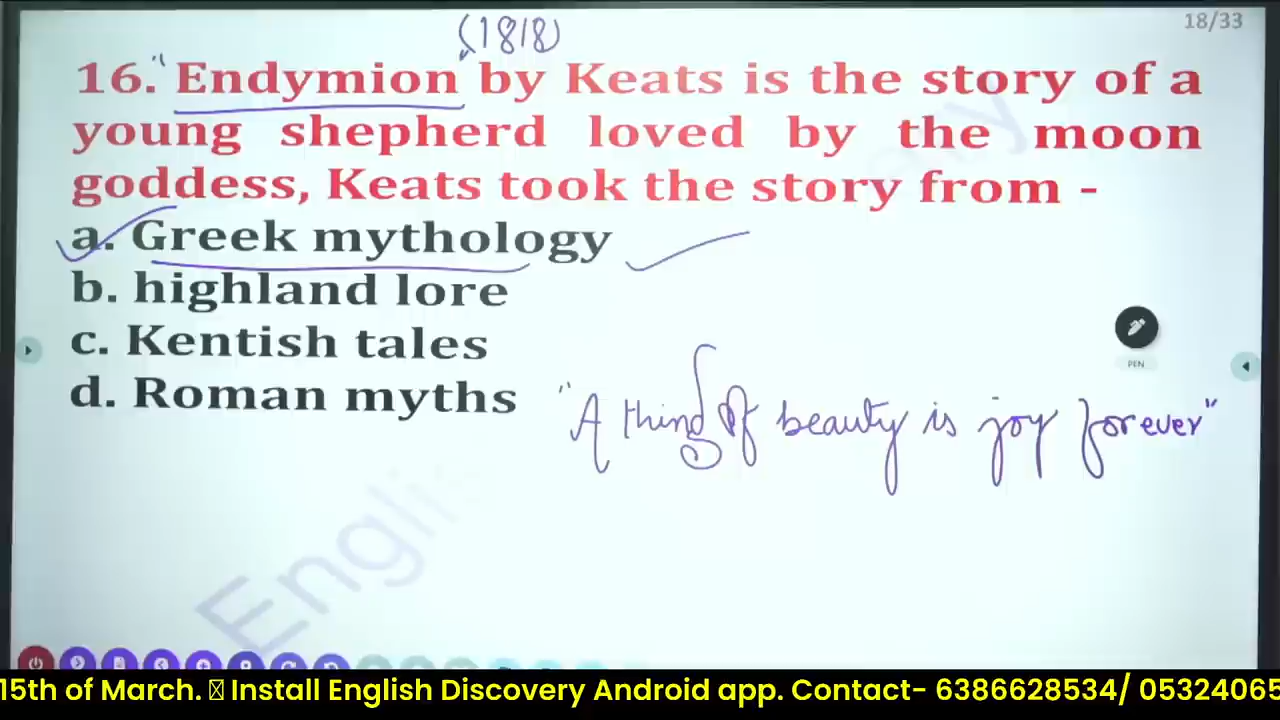 18/33
(1818)
16. "Endymion by Keats is the story of a
young shepherd loved by the moon
goddess, Keats took the story from -
a. Greek mythology
b. highland lore
c. Kentish tales
d. Roman myths
PEN
"A thing of beauty is joy forever"
Engli
15th of March. Install English Discovery Android app. Contact- 6386628534/ 05324065